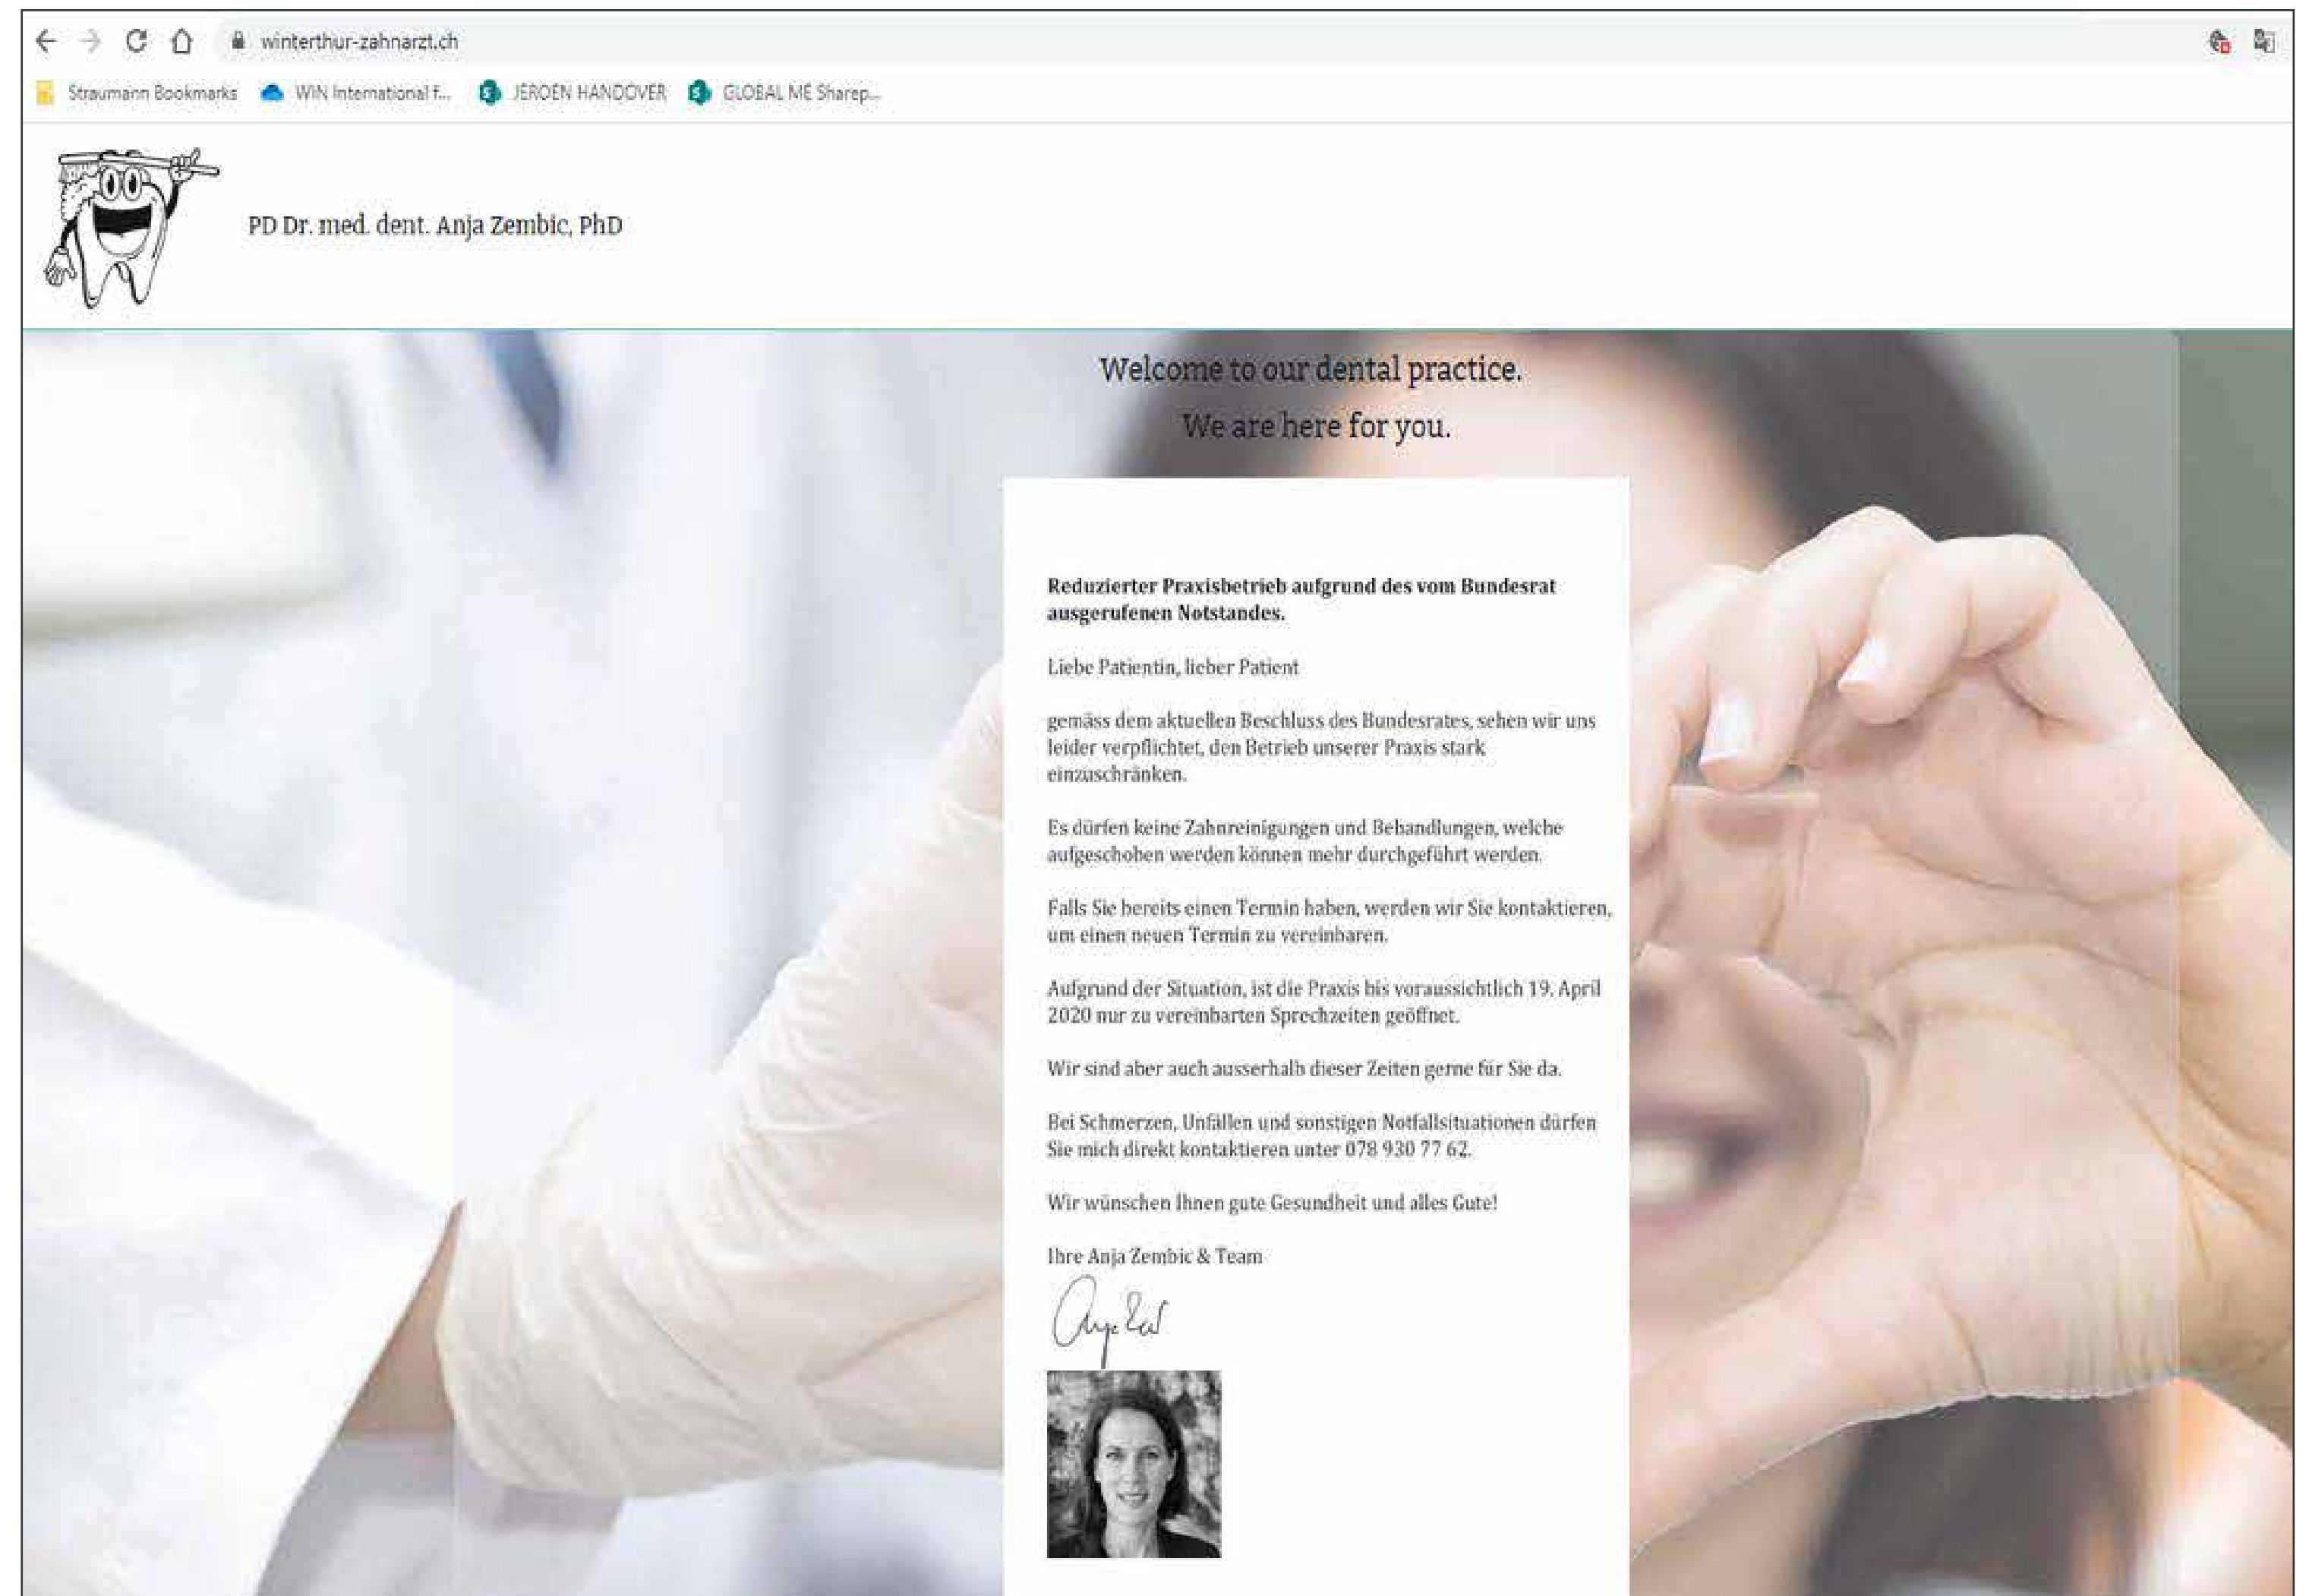 winterthur-zahnarzt.ch
Straumann Bookmarks WIN International f... JEROEN HANDOVER GLOBAL ME Sharep...
PD Dr. med. dent. Anja Zembic, PhD
Welcome to our dental practice.
We are here for you.
Reduzierter Praxisbetrieb aufgrund des vom Bundesrat
ausgerufenen Notstandes.
Liebe Patientin, lieber Patient
gemäss dem aktuellen Beschluss des Bundesrates, sehen wir uns
leider verpflichtet, den Betrieb unserer Praxis stark
einzuschränken.
Es dürfen keine Zahnreinigungen und Behandlungen, welche
aufgeschoben werden können mehr durchgeführt werden.
Falls Sie bereits einen Termin haben, werden wir Sie kontaktieren,
um einen neuen Termin zu vereinbaren.
Aufgrund der Situation, ist die Praxis bis voraussichtlich 19. April
2020 nur zu vereinbarten Sprechzeiten geöffnet.
Wir sind aber auch ausserhalb dieser Zeiten gerne für Sie da.
Bei Schmerzen, Unfällen und sonstigen Notfallsituationen dürfen
Sie mich direkt kontaktieren unter 078 930 77 62.
Wir wünschen Ihnen gute Gesundheit und alles Gute!
Ihre Anja Zembic & Team